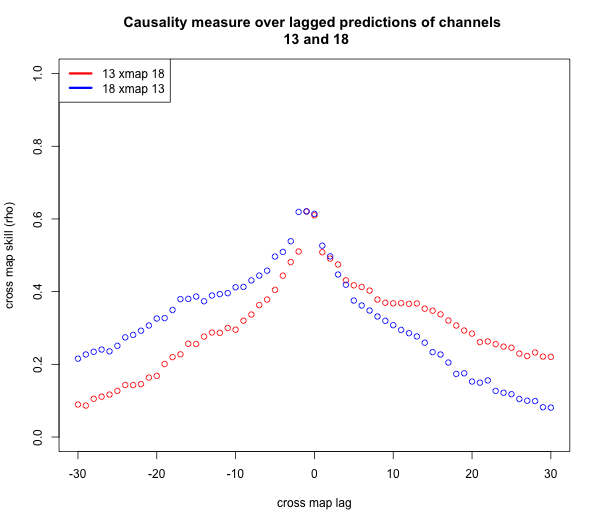 Causality measure over lagged predictions of channels
13 and 18
13 xmap 18
18 xmap 13
cross map skill (rho)
1.0
0.8
0.6
0.4
0.2
0.0
-30 -20 -10 0 10 20 30
cross map lag